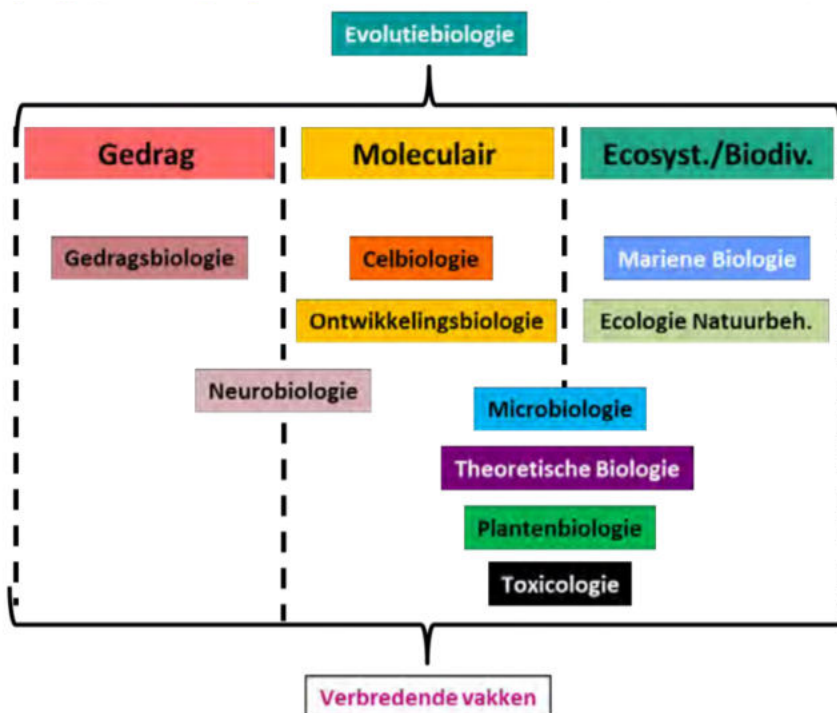 Evolutiebiologie
Gedrag
Moleculair
Ecosyst./Biodiv.
Gedragsbiologie
Celbiologie
Mariene Biologie
Ontwikkelingsbiologie
Ecologie Natuurbeh.
Neurobiologie
Microbiologie
Theoretische Biologie
Plantenbiologie
Toxicologie
Verbredende vakken